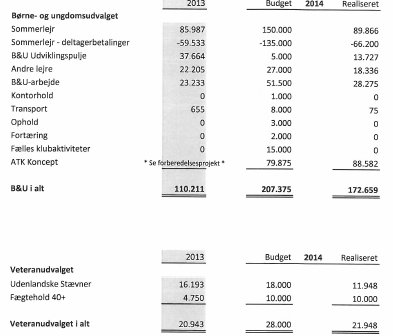 2013 Budget 2014 Realiseret
Børne- og ungdomsudvalget
Sommerlejr 85.987 150.000 89.866
Sommerlejr - deltagerbetalinger -59.533 -135.000 -66.200
B&U Udviklingspulje 37.664 5.000 13.727
Andre lejre 22.205 27.000 18.336
B&U-arbejde 23.233 51.500 28.275
Kontorhold 0 1.000 0
Transport 655 8.000 75
Ophold 0 3.000 0
Fortæring 0 2.000 0
Fælles klubaktiviteter 0 15.000 0
ATK Koncept * Se forberedelsesprojekt * 79.875 88.582
B&U i alt 110.211 207.375 172.659
2013 Budget 2014 Realiseret
Veteranudvalget
Udenlandske Stævner 16.193 18.000 11.948
Fægtehold 40+ 4.750 10.000 10.000
Veteranudvalget i alt 20.943 28.000 21.948